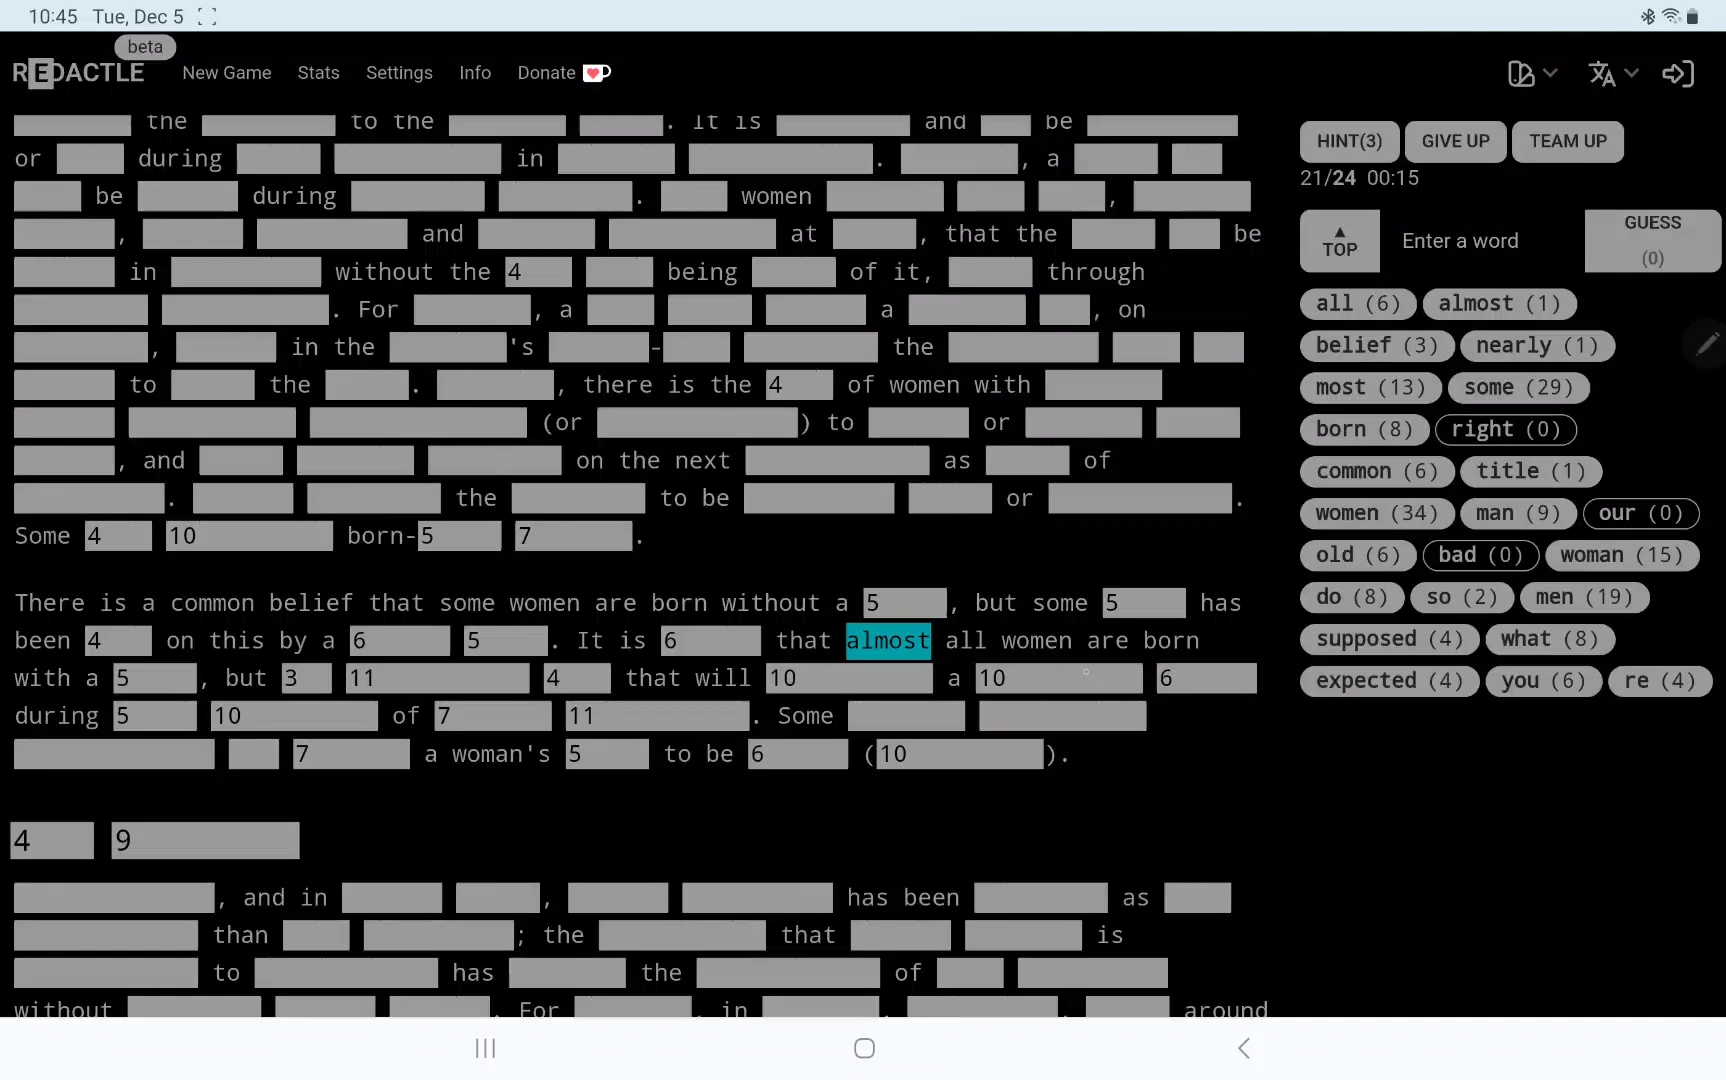 10:45 Tue, Dec 5
beta
REDACTLE New Game Stats Settings Info Donate
the to the . It is and be
or during in . , a
be during . women ,
, and at , that the be
in without the 4 being of it, through
. For , a a , on
, in the 's - the
to the . , there is the 4 of women with
(or ) to or
, and on the next as of
. the to be or .
Some 4 10 born-5 7 .
There is a common belief that some women are born without a 5 , but some 5 has
been 4 on this by a 6 5 . It is 6 that almost all women are born
with a 5 , but 3 11 4 that will 10 a 10 6
during 5 10 of 7 11 . Some
7 a woman's 5 to be 6 (10 ).
4 9
, and in , has been as
than ; the that is
to has the of
without . For , in , , around
HINT(3) GIVE UP TEAM UP
21/24 00:15
▲ TOP Enter a word GUESS (0)
all (6) almost (1)
belief (3) nearly (1)
most (13) some (29)
born (8) right (0)
common (6) title (1)
women (34) man (9) our (0)
old (6) bad (0) woman (15)
do (8) so (2) men (19)
supposed (4) what (8)
expected (4) you (6) re (4)